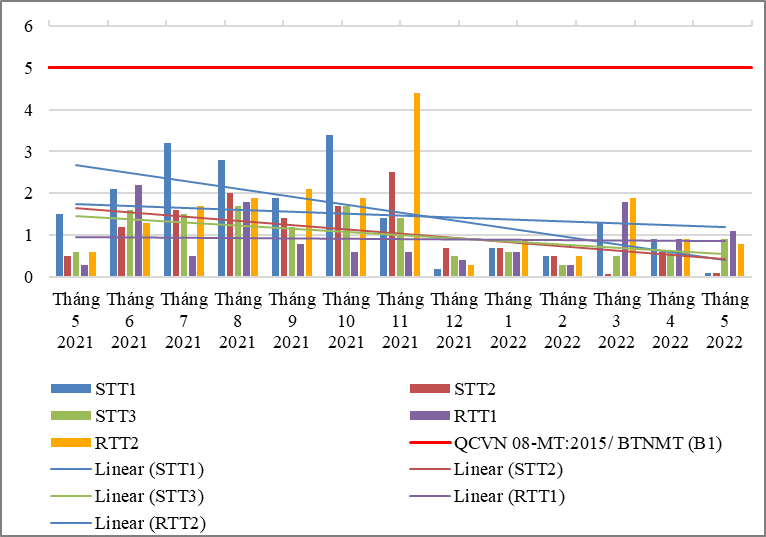 6
5
4
3
2
1
0
Tháng Tháng Tháng Tháng Tháng Tháng Tháng Tháng Tháng Tháng Tháng Tháng Tháng
5 6 7 8 9 10 11 12 1 2 3 4 5
2021 2021 2021 2021 2021 2021 2021 2021 2022 2022 2022 2022 2022
STT1 STT2
STT3 RTT1
RTT2 QCVN 08-MT:2015/ BTNMT (B1)
Linear (STT1) Linear (STT2)
Linear (STT3) Linear (RTT1)
Linear (RTT2)